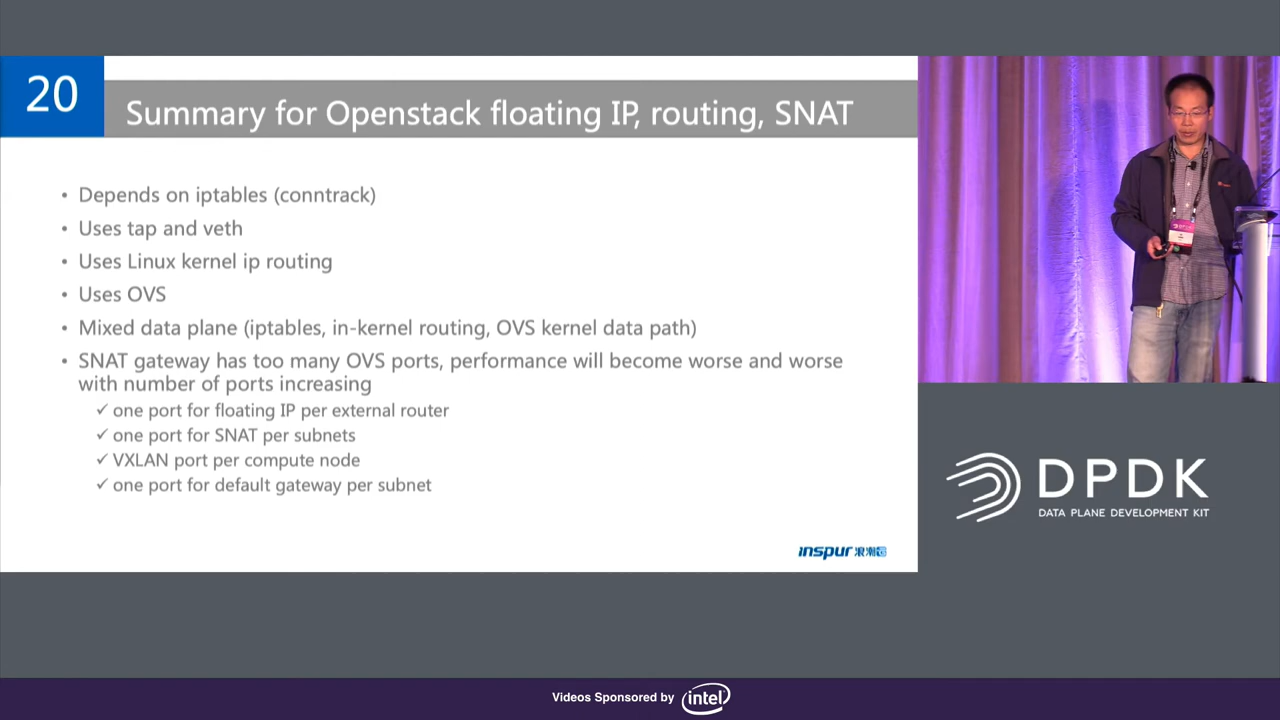 20
Summary for Openstack floating IP, routing, SNAT
• Depends on iptables (conntrack)
• Uses tap and veth
• Uses Linux kernel ip routing
• Uses OVS
• Mixed data plane (iptables, in-kernel routing, OVS kernel data path)
• SNAT gateway has too many OVS ports, performance will become worse and worse
with number of ports increasing
✓ one port for floating IP per external router
✓ one port for SNAT per subnets
✓ VXLAN port per compute node
✓ one port for default gateway per subnet
inspur 浪潮
DPDK
DATA PLANE DEVELOPMENT KIT
Videos Sponsored by intel